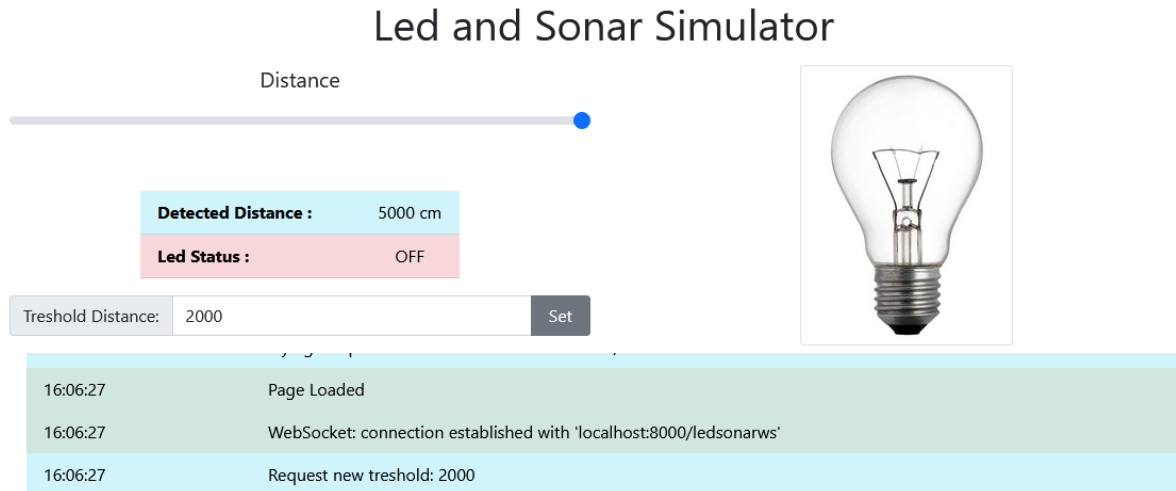 Led and Sonar Simulator
Distance
Detected Distance : 5000 cm
Led Status : OFF
Treshold Distance: 2000 Set
16:06:27 Page Loaded
16:06:27 WebSocket: connection established with 'localhost:8000/ledsonarws'
16:06:27 Request new treshold: 2000